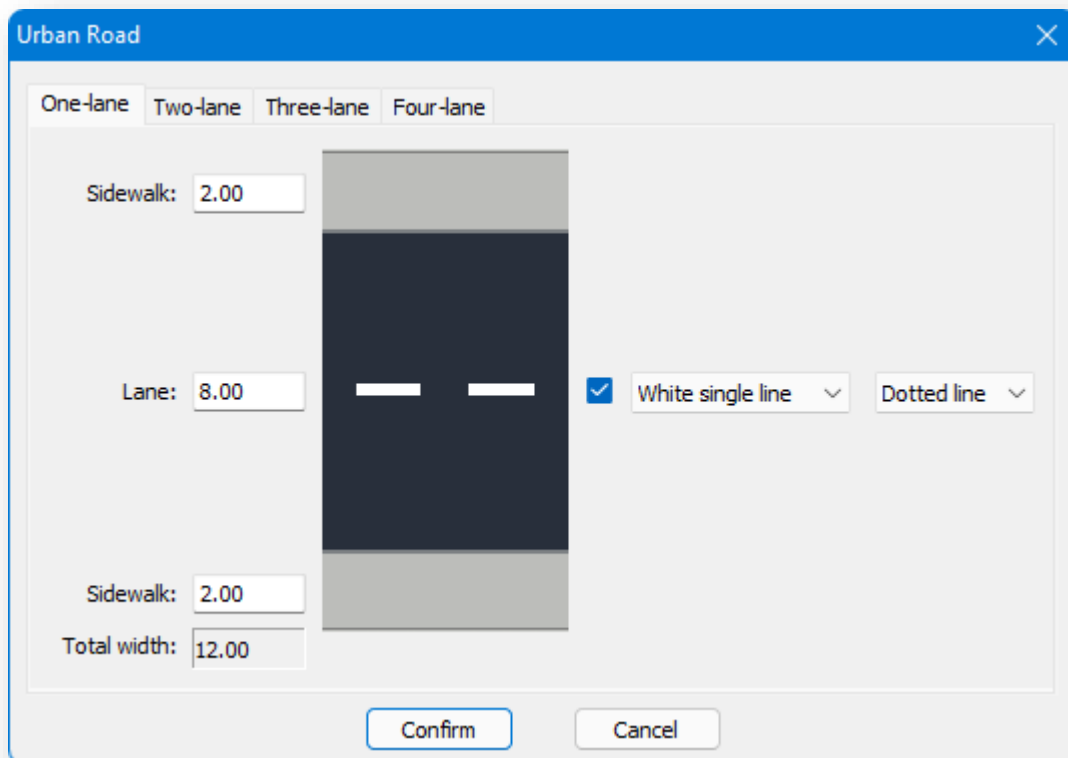 Urban Road
One-lane Two-lane Three-lane Four-lane
Sidewalk: 2.00
Lane: 8.00 White single line Dotted line
Sidewalk: 2.00
Total width: 12.00
Confirm Cancel